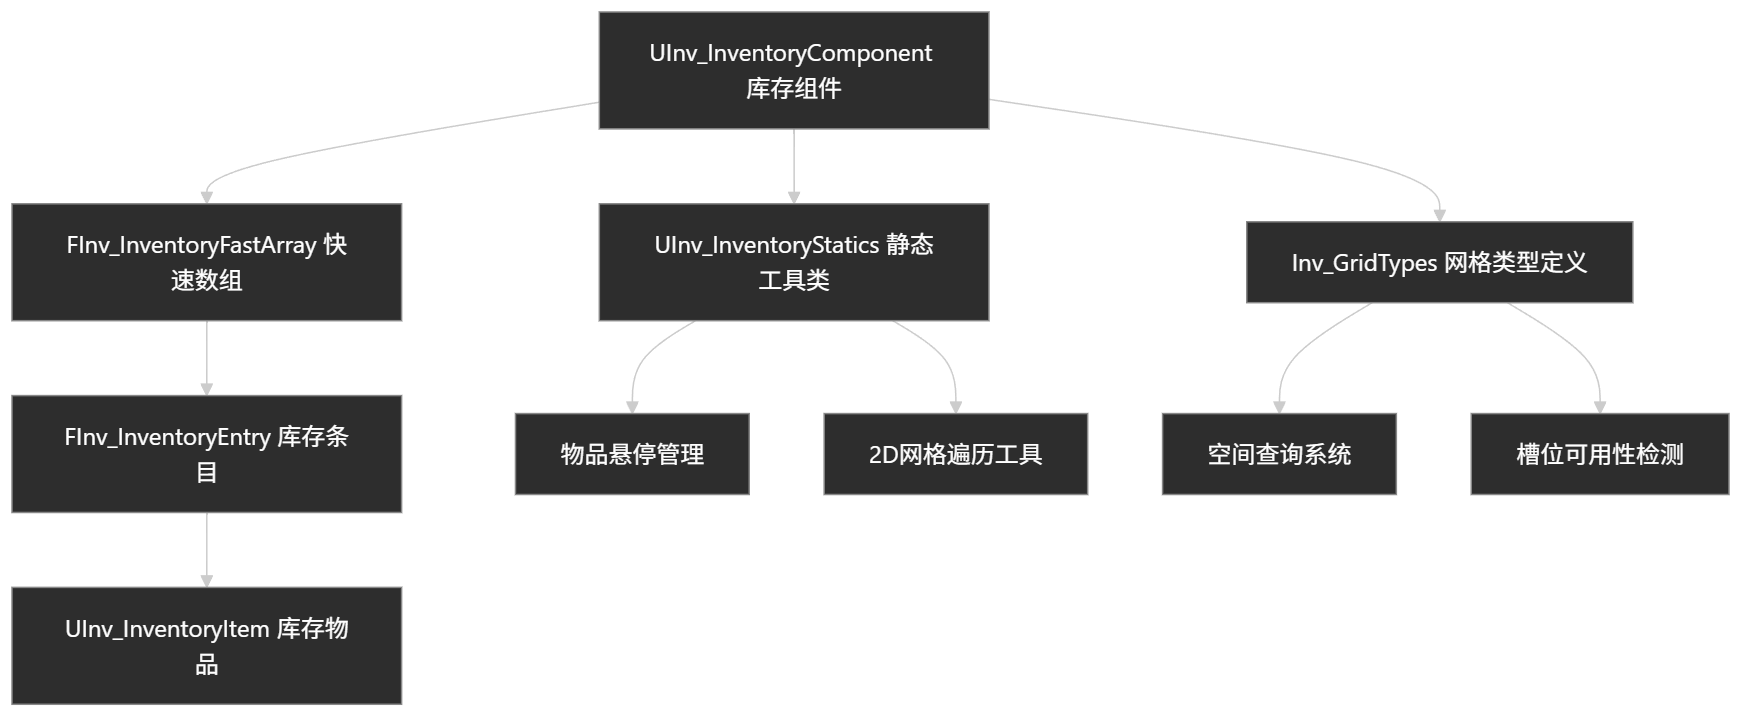 UInv_InventoryComponent
库存组件
FInv_InventoryFastArray 快
速数组
UInv_InventoryStatics 静态
工具类
Inv_GridTypes 网格类型定义
FInv_InventoryEntry 库存条
目
物品悬停管理
2D网格遍历工具
空间查询系统
槽位可用性检测
UInv_InventoryItem 库存物
品